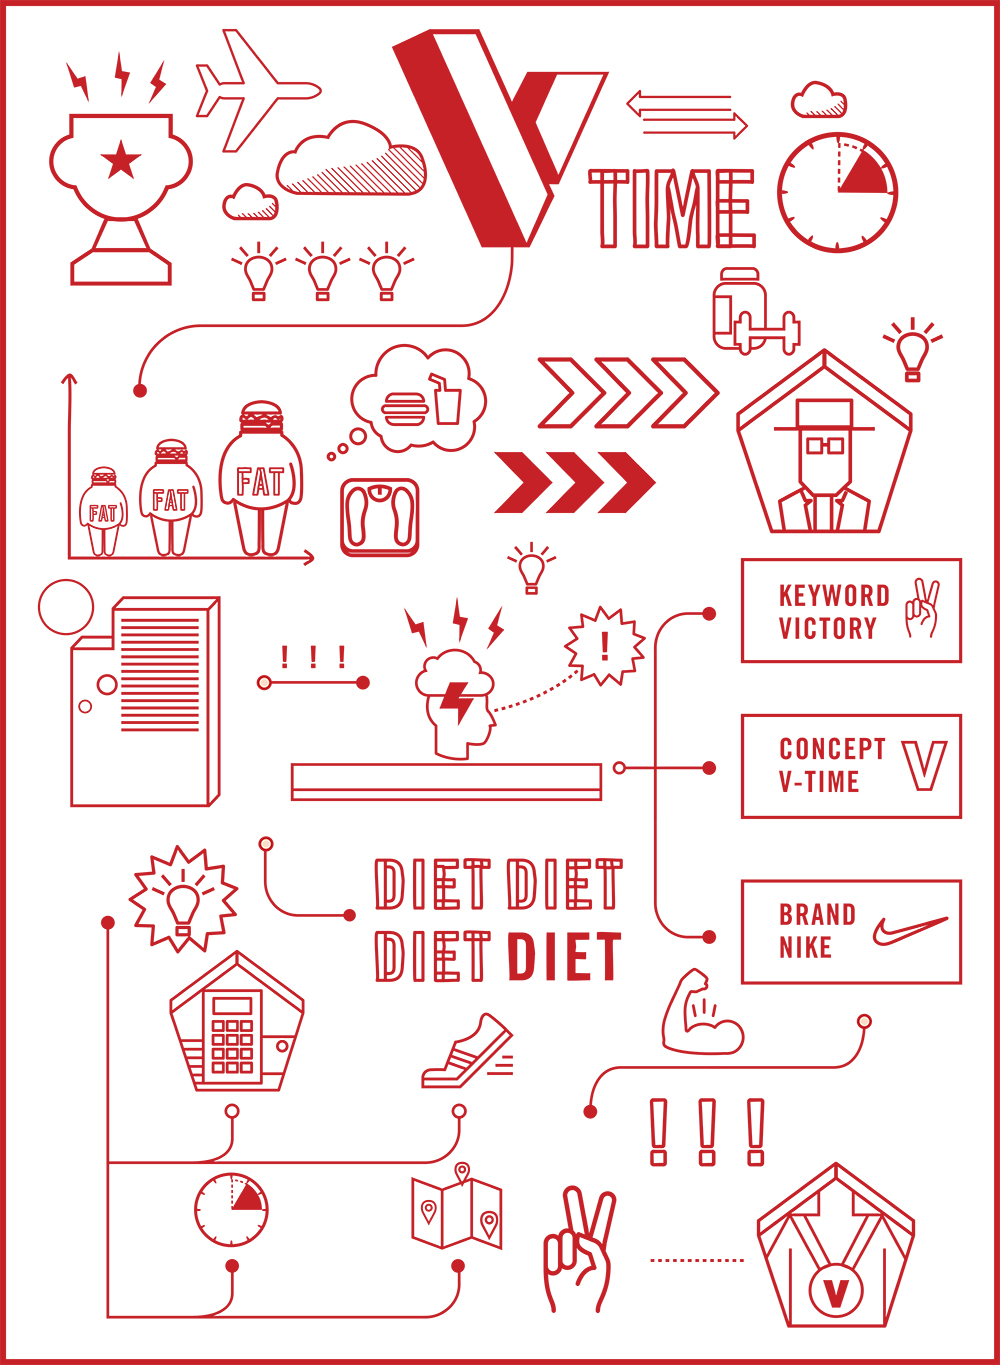 V
TIME
FAT
FAT
FAT
! ! !
!
KEYWORD
VICTORY
CONCEPT
V-TIME
V
BRAND
NIKE
DIET DIET
DIET DIET
! ! !
V